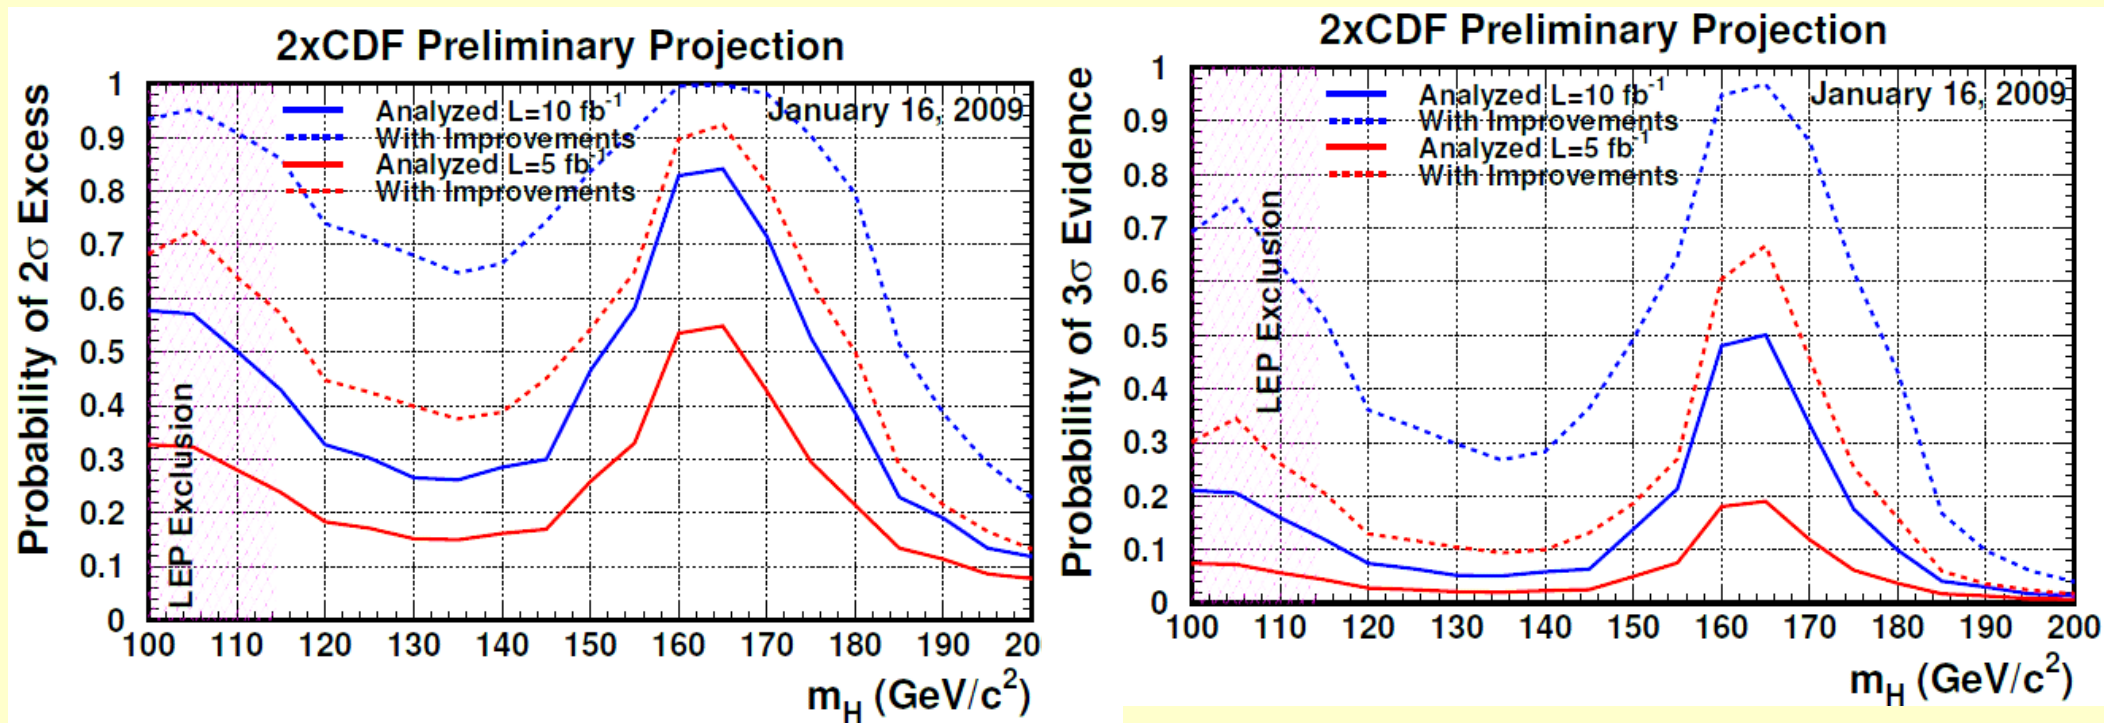 2xCDF Preliminary Projection
Probability of 2σ Excess
1
0.9
0.8
0.7
0.6
0.5
0.4
0.3
0.2
0.1
0
Analyzed L=10 fb⁻¹
With Improvements
Analyzed L=5 fb⁻¹
With Improvements
January 16, 2009
LEP Exclusion
100 110 120 130 140 150 160 170 180 190 20
m_H (GeV/c²)
2xCDF Preliminary Projection
Probability of 3σ Evidence
1
0.9
0.8
0.7
0.6
0.5
0.4
0.3
0.2
0.1
0
Analyzed L=10 fb⁻¹
With Improvements
Analyzed L=5 fb⁻¹
With Improvements
January 16, 2009
LEP Exclusion
100 110 120 130 140 150 160 170 180 190 200
m_H (GeV/c²)